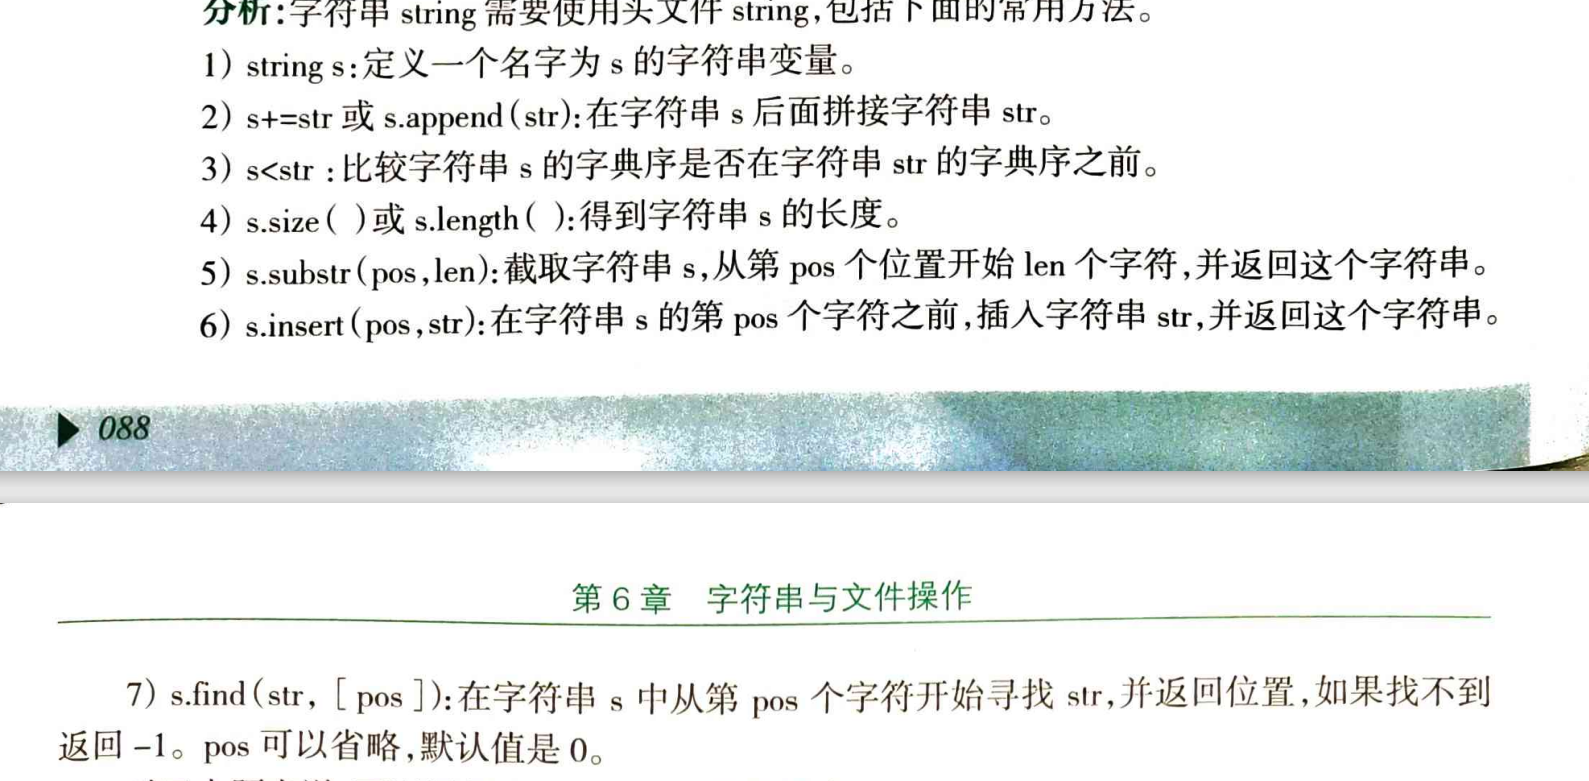 分析:字符串 string 需要使用头文件 string,包括下面的常用方法。
1) string s:定义一个名字为 s 的字符串变量。
2) s+=str 或 s.append(str):在字符串 s 后面拼接字符串 str。
3) s<str :比较字符串 s 的字典序是否在字符串 str 的字典序之前。
4) s.size( )或 s.length( ):得到字符串 s 的长度。
5) s.substr(pos,len):截取字符串 s,从第 pos 个位置开始 len 个字符,并返回这个字符串。
6) s.insert(pos,str):在字符串 s 的第 pos 个字符之前,插入字符串 str,并返回这个字符串。
088
第 6 章 字符串与文件操作
7) s.find(str, [ pos ]):在字符串 s 中从第 pos 个字符开始寻找 str,并返回位置,如果找不到
返回 -1。pos 可以省略,默认值是 0。